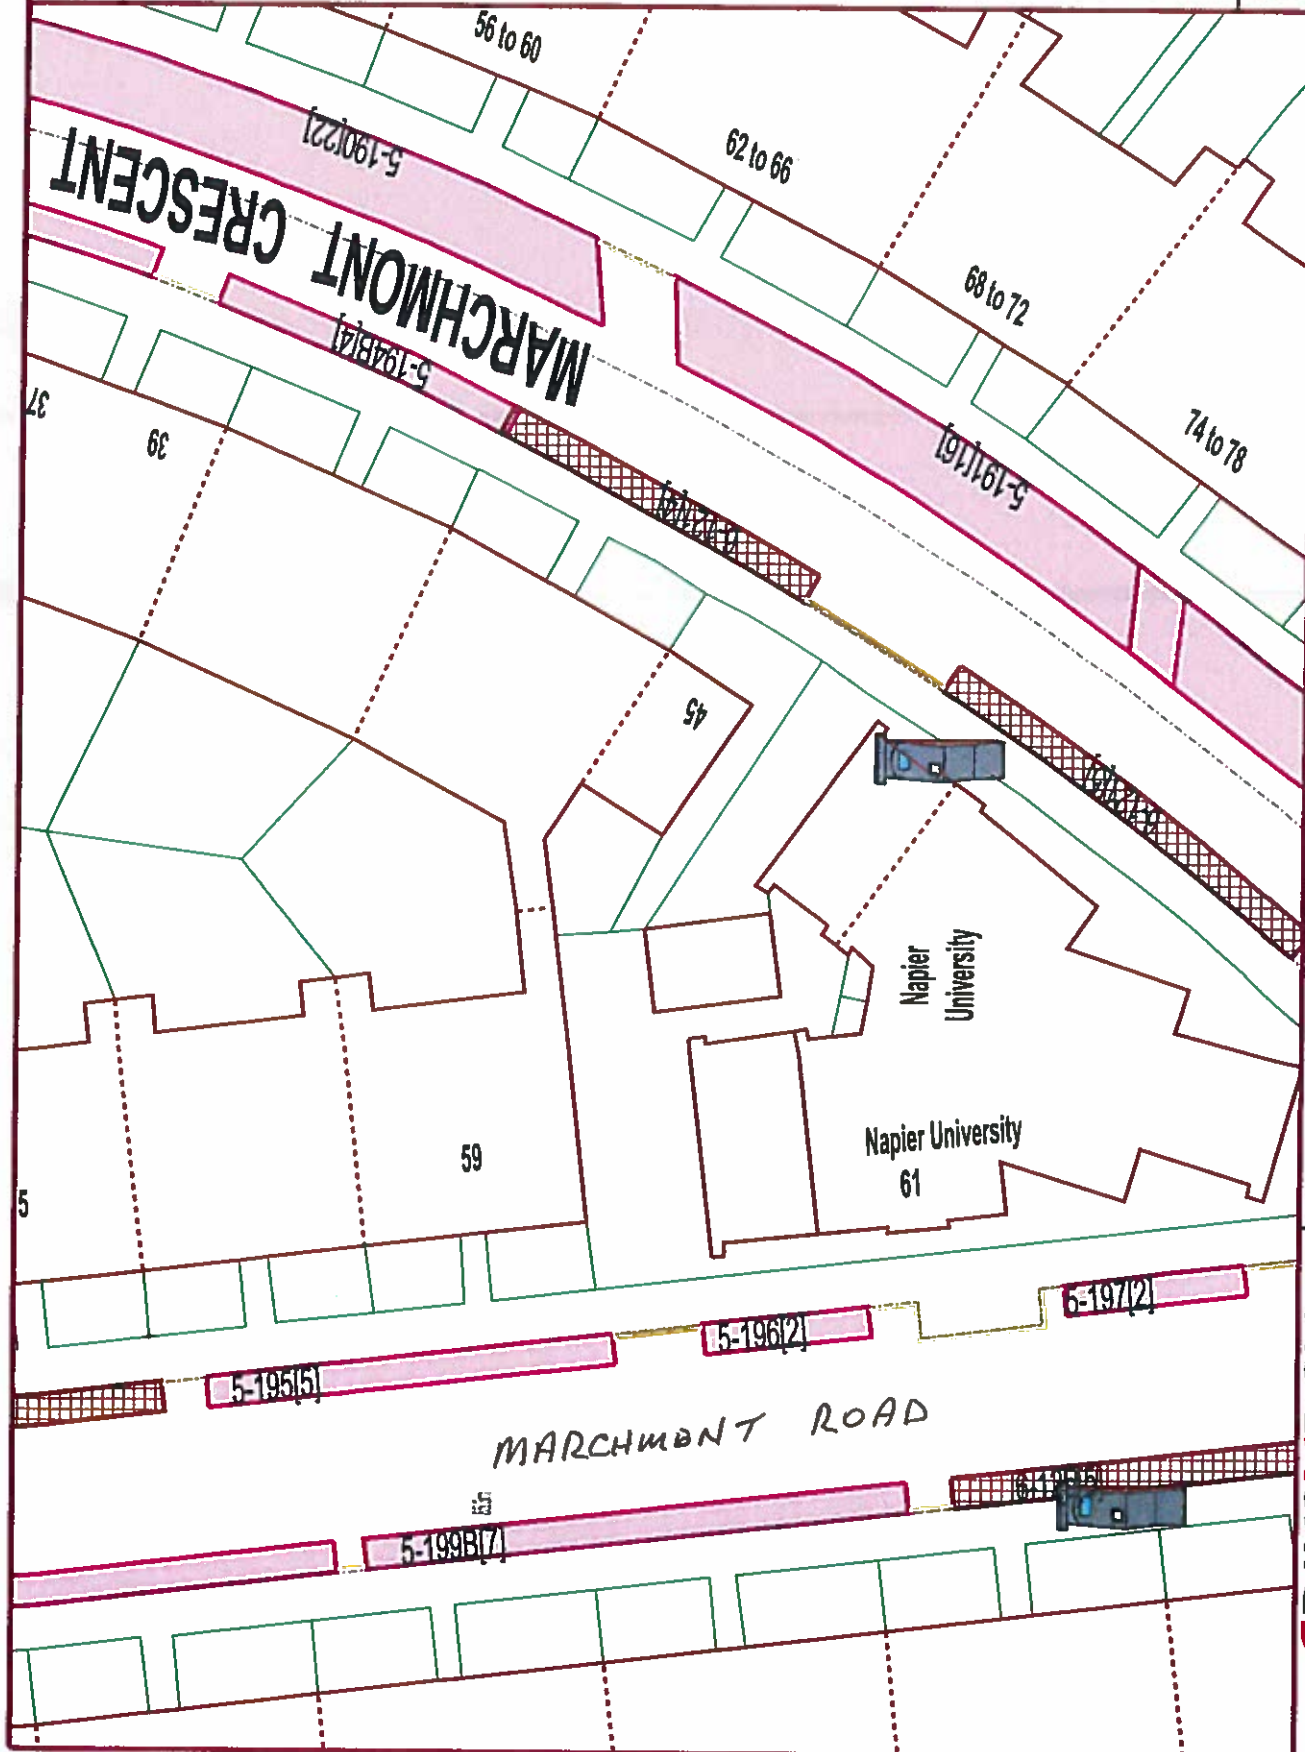 56 to 60
62 to 66
5-190[22]
MARCHMONT CRESCENT
68 to 72
5-194B[4]
74 to 78
5-191[16]
37
39
45
Napier
University
Napier University
61
59
5
5-197[2]
5-196[2]
5-195[5]
MARCHMONT ROAD
5-199B[7]